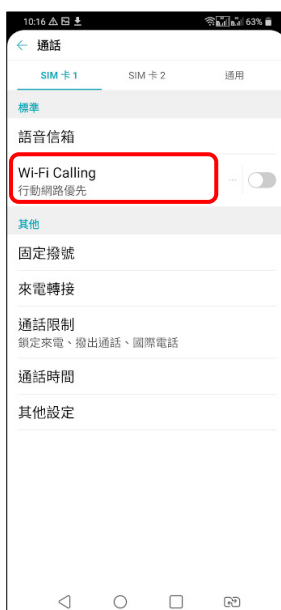 10:16 63%
通話
SIM 卡 1 SIM 卡 2 通用
標準
語音信箱
Wi-Fi Calling
行動網路優先
其他
固定撥號
來電轉接
通話限制
鎖定來電、撥出通話、國際電話
通話時間
其他設定